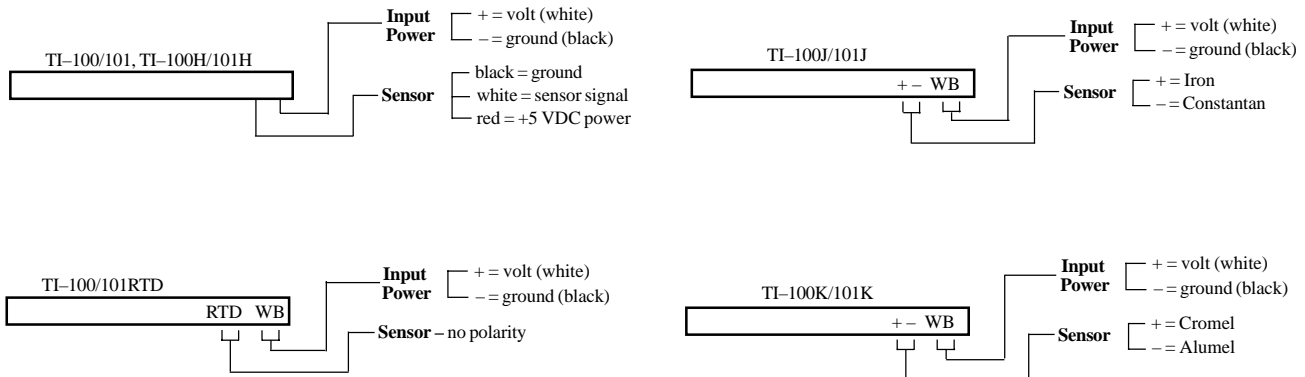 TI–100/101, TI–100H/101H
Input Power
+ = volt (white)
– = ground (black)
Sensor
black = ground
white = sensor signal
red = +5 VDC power
TI–100J/101J
+ – WB
Input Power
+ = volt (white)
– = ground (black)
Sensor
+ = Iron
– = Constantan
TI–100/101RTD
RTD WB
Input Power
+ = volt (white)
– = ground (black)
Sensor – no polarity
TI–100K/101K
+ – WB
Input Power
+ = volt (white)
– = ground (black)
Sensor
+ = Cromel
– = Alumel